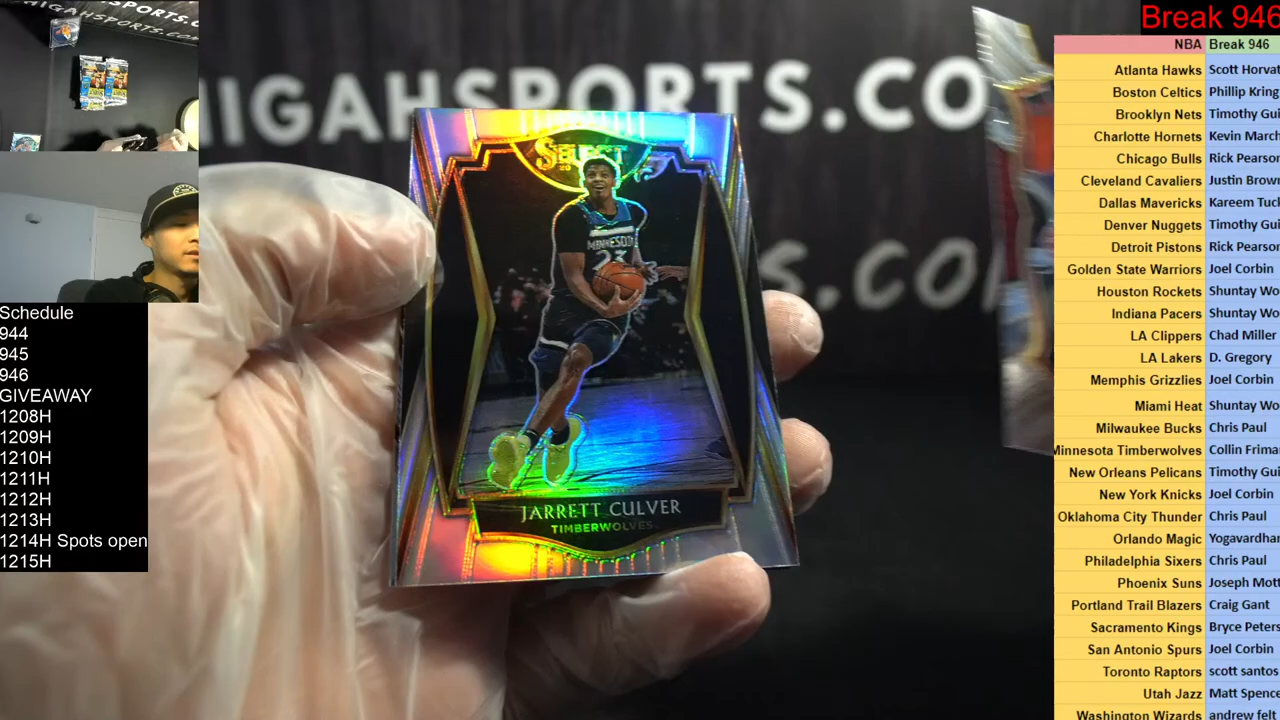 HIGAHSPORTS.CO
Break 946
NBA Break 946
Atlanta Hawks Scott Horvat
Boston Celtics Phillip Kring
Brooklyn Nets Timothy Gui
Charlotte Hornets Kevin March
Chicago Bulls Rick Pearson
Cleveland Cavaliers Justin Brown
Dallas Mavericks Kareem Tuck
Denver Nuggets Timothy Gui
Detroit Pistons Rick Pearson
Golden State Warriors Joel Corbin
Houston Rockets Shuntay Wo
Indiana Pacers Shuntay Wo
LA Clippers Chad Miller
LA Lakers D. Gregory
Memphis Grizzlies Joel Corbin
Miami Heat Shuntay Wo
Milwaukee Bucks Chris Paul
Minnesota Timberwolves Collin Frima
New Orleans Pelicans Timothy Gui
New York Knicks Joel Corbin
Oklahoma City Thunder Chris Paul
Orlando Magic Yogavardhan
Philadelphia Sixers Chris Paul
Phoenix Suns Joseph Mott
Portland Trail Blazers Craig Gant
Sacramento Kings Bryce Peters
San Antonio Spurs Joel Corbin
Toronto Raptors scott santos
Utah Jazz Matt Spence
Washington Wizards andrew felt
IGAHSPORTS.CO
S.CO
SELECT
MINNESOTA
23
JARRETT CULVER
TIMBERWOLVES
Schedule
944
945
946
GIVEAWAY
1208H
1209H
1210H
1211H
1212H
1213H
1214H Spots open
1215H